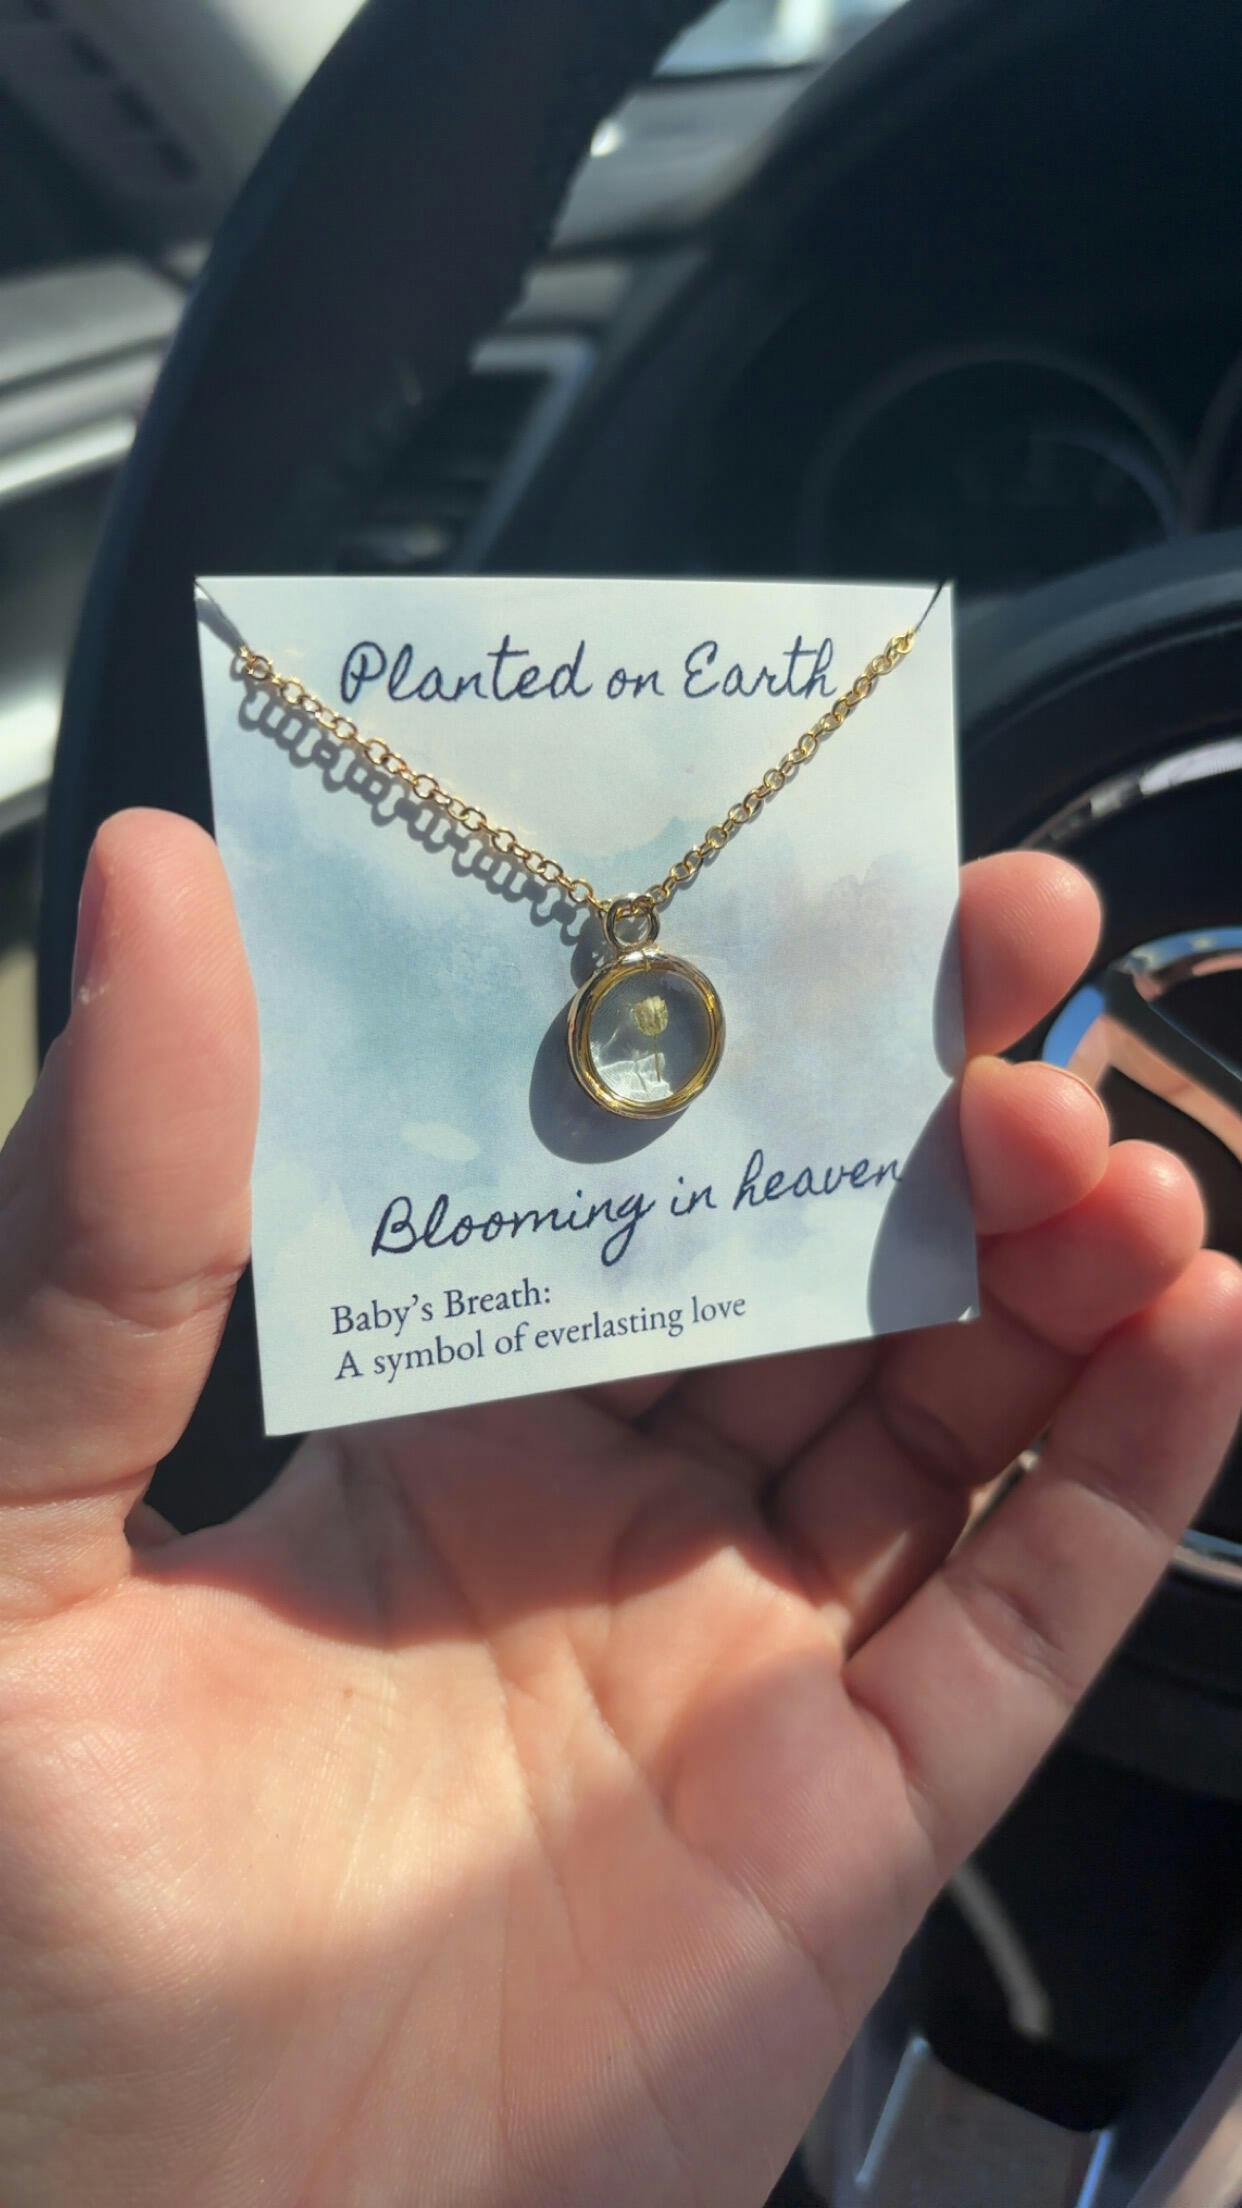 Planted on Earth
Blooming in heaven
Baby's Breath:
A symbol of everlasting love